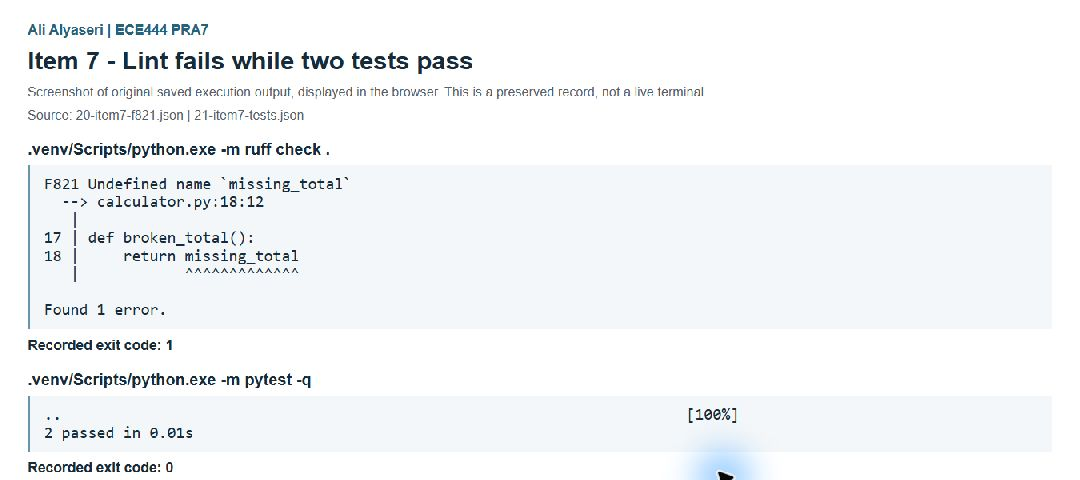 Ali Alyaseri | ECE444 PRA7
Item 7 - Lint fails while two tests pass
Screenshot of original saved execution output, displayed in the browser. This is a preserved record, not a live terminal
Source: 20-item7-f821.json | 21-item7-tests.json
.venv/Scripts/python.exe -m ruff check .
F821 Undefined name `missing_total`
  --> calculator.py:18:12
   |
17 | def broken_total():
18 |     return missing_total
   |            ^^^^^^^^^^^^^
Found 1 error.
Recorded exit code: 1
.venv/Scripts/python.exe -m pytest -q
.. [100%]
2 passed in 0.01s
Recorded exit code: 0